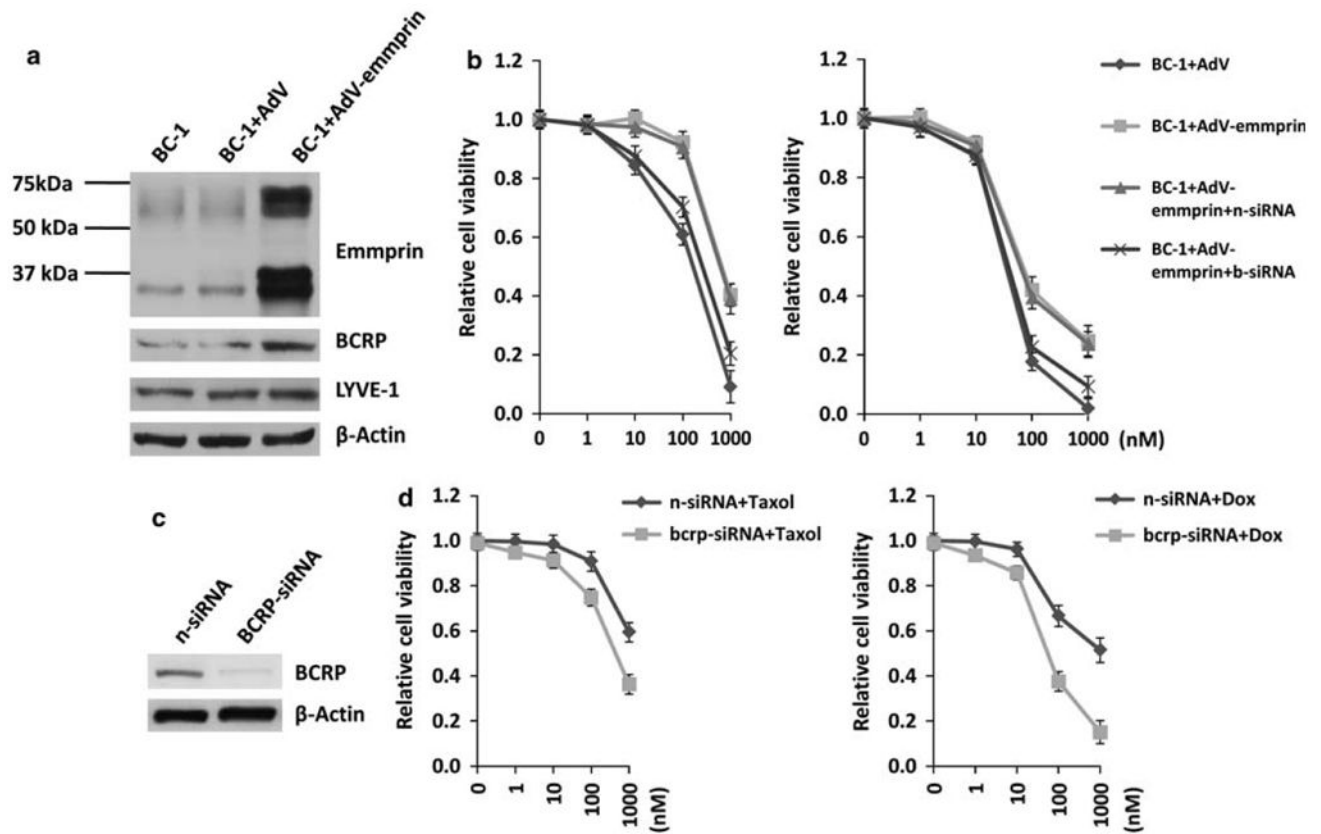 a
BC-1
BC-1+AdV
BC-1+AdV-emmprin
75kDa
50 kDa
37 kDa
Emmprin
BCRP
LYVE-1
β-Actin
b
Relative cell viability
1.2
1.0
0.8
0.6
0.4
0.2
0.0
0 1 10 100 1000
Relative cell viability
1.2
1.0
0.8
0.6
0.4
0.2
0.0
0 1 10 100 1000 (nM)
BC-1+AdV
BC-1+AdV-emmprin
BC-1+AdV-
emmprin+n-siRNA
BC-1+AdV-
emmprin+b-siRNA
c
n-siRNA
BCRP-siRNA
BCRP
β-Actin
d
Relative cell viability
1.2
1.0
0.8
0.6
0.4
0.2
0.0
0 1 10 100 1000
(nM)
n-siRNA+Taxol
bcrp-siRNA+Taxol
Relative cell viability
1.2
1.0
0.8
0.6
0.4
0.2
0.0
0 1 10 100 1000
(nM)
n-siRNA+Dox
bcrp-siRNA+Dox